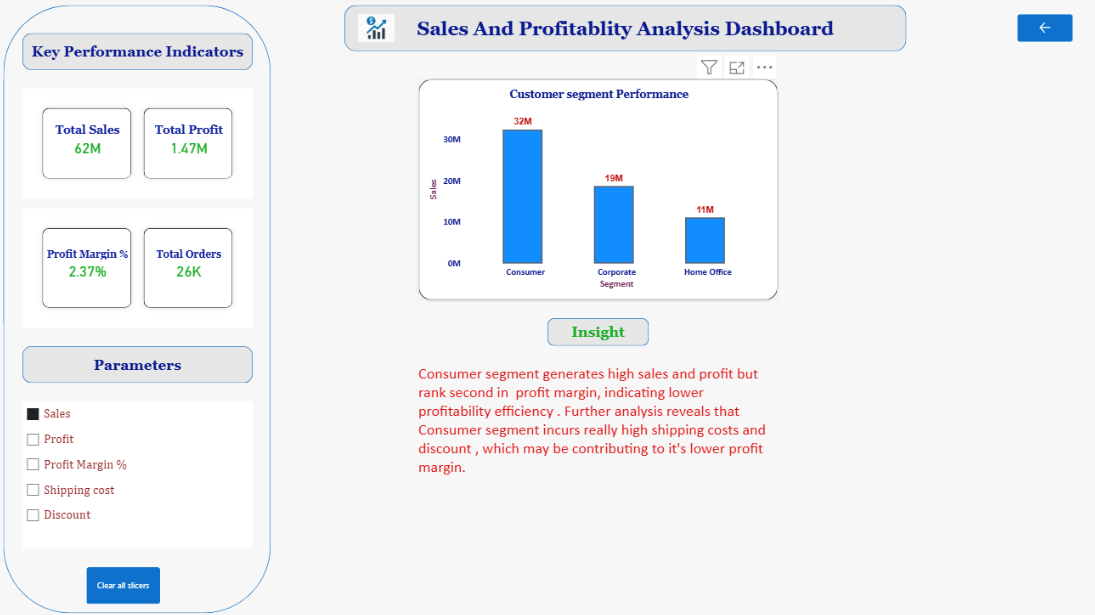 Sales And Profitablity Analysis Dashboard
Key Performance Indicators
Total Sales
62M
Total Profit
1.47M
Profit Margin %
2.37%
Total Orders
26K
Parameters
Sales
Profit
Profit Margin %
Shipping cost
Discount
Clear all slicers
Customer segment Performance
Sales
30M
20M
10M
0M
32M
19M
11M
Consumer
Corporate
Home Office
Segment
Insight
Consumer segment generates high sales and profit but
rank second in profit margin, indicating lower
profitability efficiency . Further analysis reveals that
Consumer segment incurs really high shipping costs and
discount , which may be contributing to it's lower profit
margin.